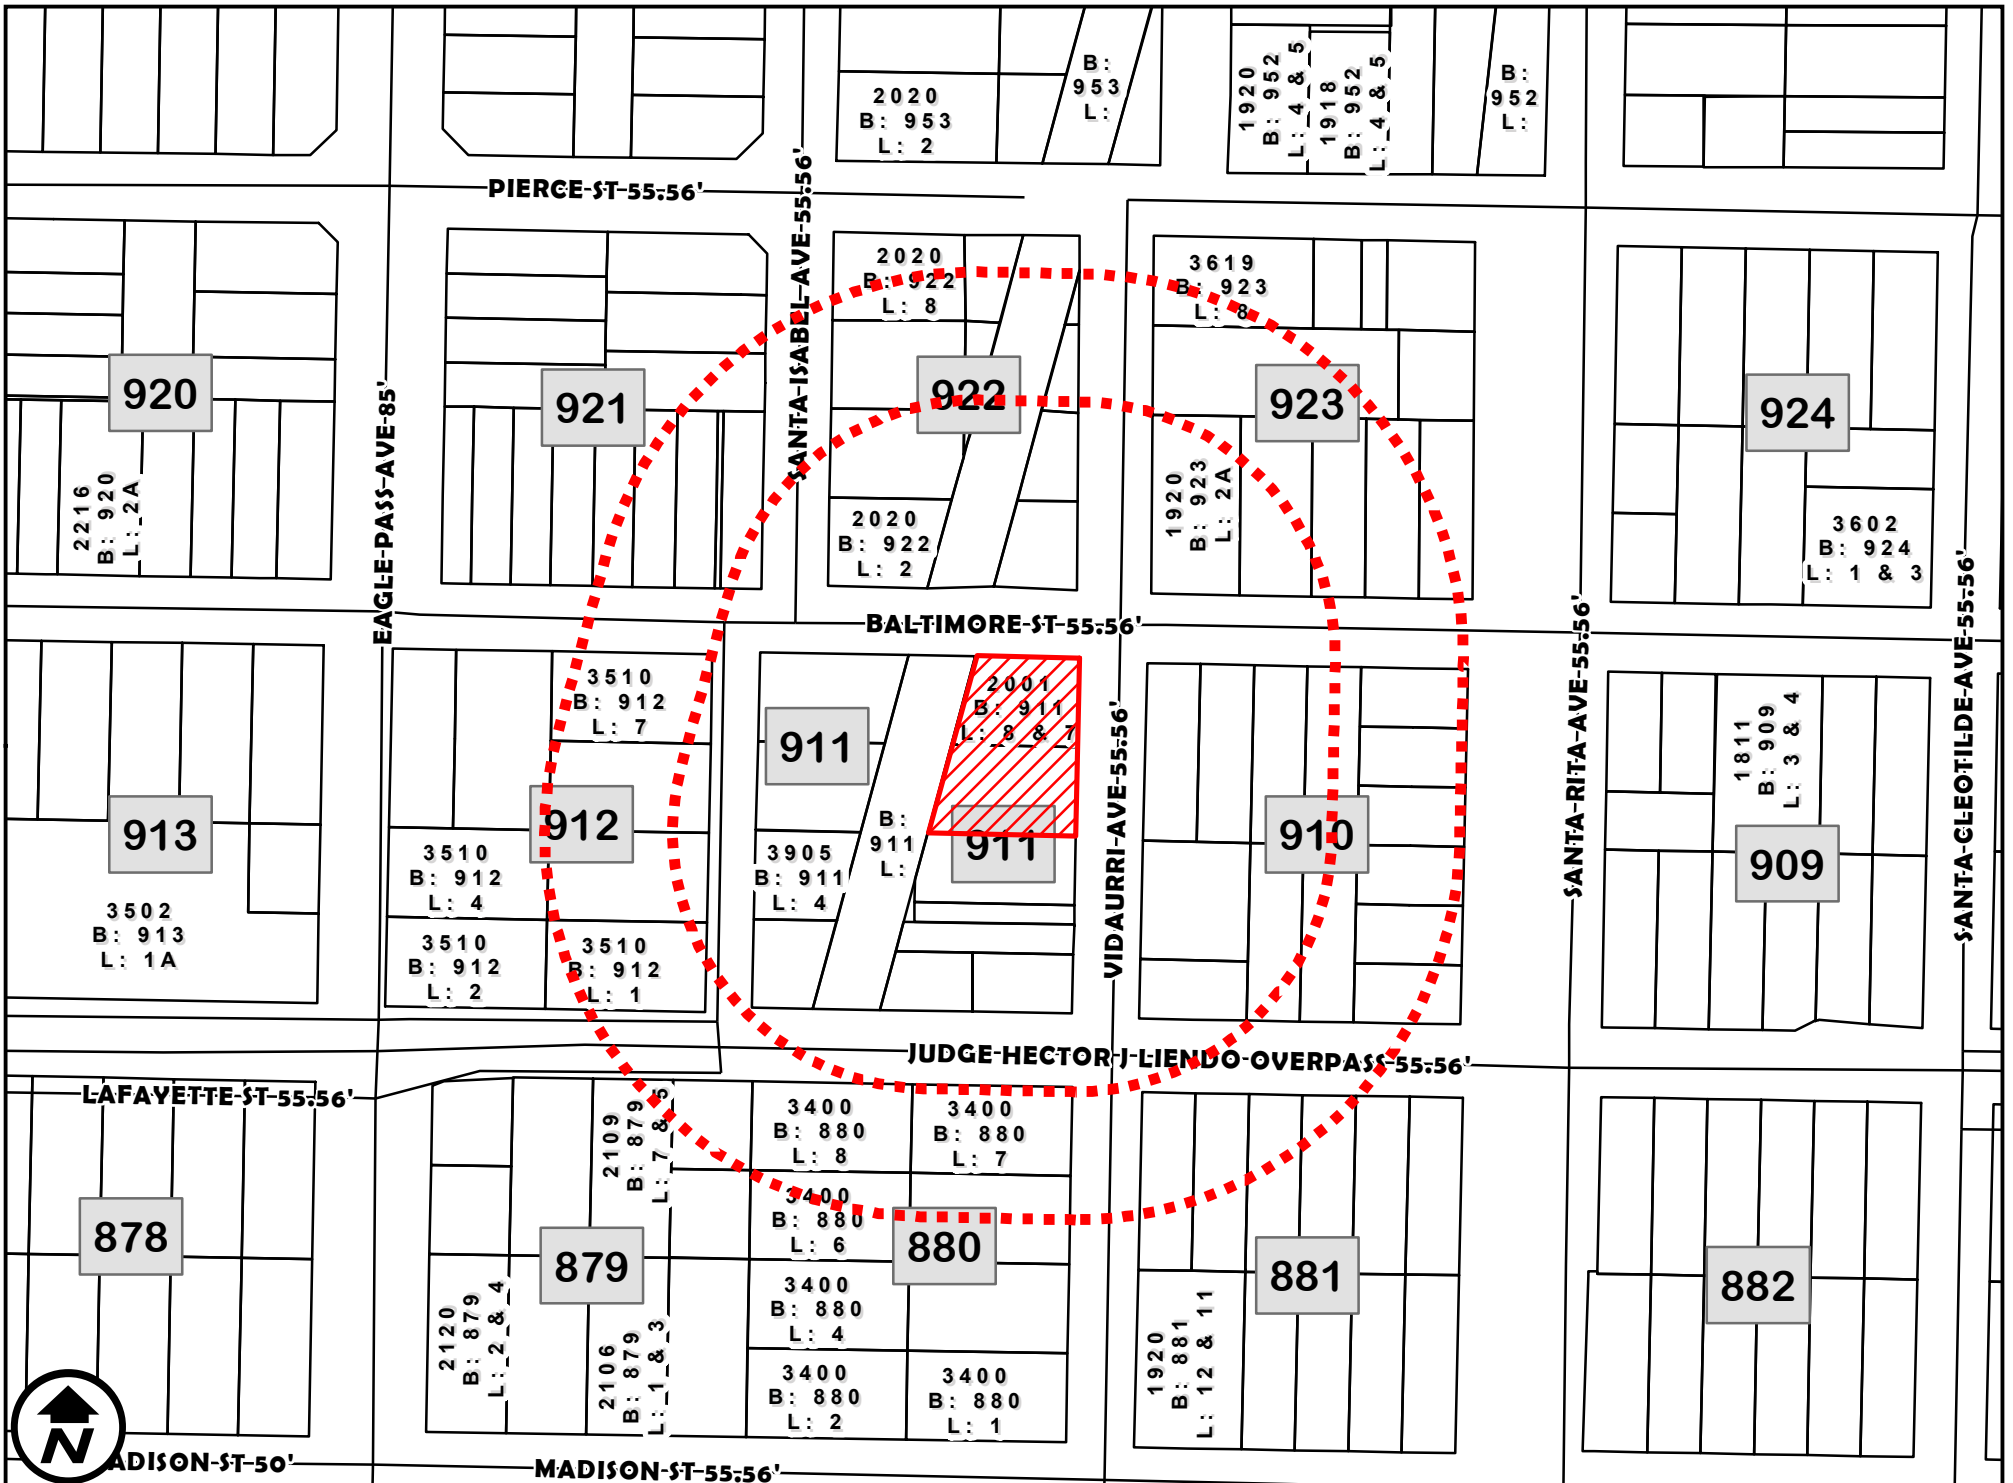 2020
B: 953
L: 2
B:
953
L:
1920
B: 952
L: 4 & 5
1918
B: 952
L: 4 & 5
B:
952
L:
PIERCE-ST-55.56'
SANTA-ISABEL-AVE-55.56'
2020
B: 922
L: 8
3619
B: 923
L: 8
920
921
922
923
924
EAGLE-PASS-AVE-85'
2216
B: 920
L: 2A
2020
B: 922
L: 2
1920
B: 923
L: 2A
3602
B: 924
L: 1 & 3
BALTIMORE-ST-55.56'
SANTA-RITA-AVE-55.56'
SANTA-CLEOTILDE-AVE-55.56'
3510
B: 912
L: 7
2001
B: 911
L: 8 & 7
911
VIDAURRI-AVE-55.56'
1811
B: 909
L: 3 & 4
913
912
B:
911
L:
911
910
909
3510
B: 912
L: 4
3905
B: 911
L: 4
3502
B: 913
L: 1A
3510
B: 912
L: 2
3510
B: 912
L: 1
JUDGE-HECTOR-J-LIENDO-OVERPASS-55.56'
LAFAYETTE-ST-55.56'
2109
B: 879
L: 7 & 5
3400
B: 880
L: 8
3400
B: 880
L: 7
3400
B: 880
L: 6
878
879
880
881
882
2120
B: 879
L: 2 & 4
2106
B: 879
L: 1 & 3
3400
B: 880
L: 4
1920
B: 881
L: 12 & 11
3400
B: 880
L: 2
3400
B: 880
L: 1
N
ADISON-ST-50'
MADISON-ST-55.56'